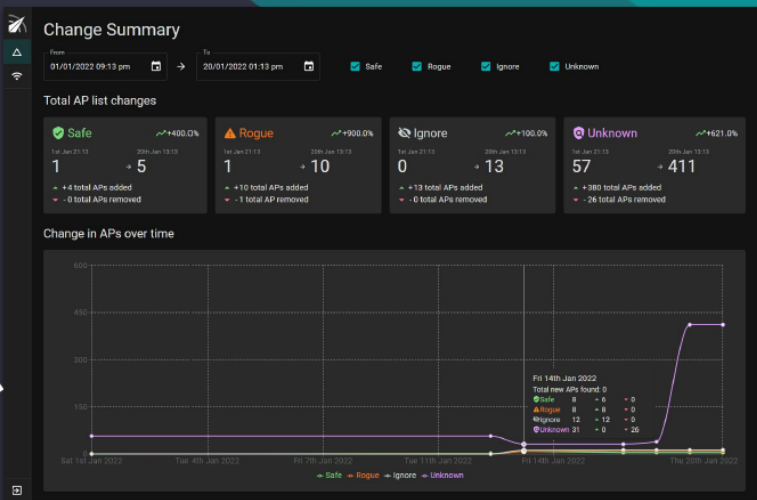 Change Summary
From To
01/01/2022 09:13 pm → 20/01/2022 01:13 pm Safe Rogue Ignore Unknown
Total AP list changes
Safe +400.0% Rogue +900.0% Ignore +100.0% Unknown +621.0%
1st Jan 21:13 20th Jan 13:13 1st Jan 21:13 20th Jan 13:13 1st Jan 21:13 20th Jan 13:13 1st Jan 21:13 20th Jan 13:13
1 → 5 1 → 10 0 → 13 57 → 411
+4 total APs added +10 total APs added +13 total APs added +380 total APs added
- 0 total APs removed - 1 total AP removed - 0 total APs removed - 26 total APs removed
Change in APs over time
600
450
300
Fri 14th Jan 2022
Total new APs found: 0
Safe 8 6 0
150
Rogue 8 8 0
Ignore 12 12 0
Unknown 31 0 26
0
Sat 1st Jan 2022 Tue 4th Jan 2022 Fri 7th Jan 2022 Tue 11th Jan 2022 Fri 14th Jan 2022 Thu 20th Jan 2022
Safe Rogue Ignore Unknown